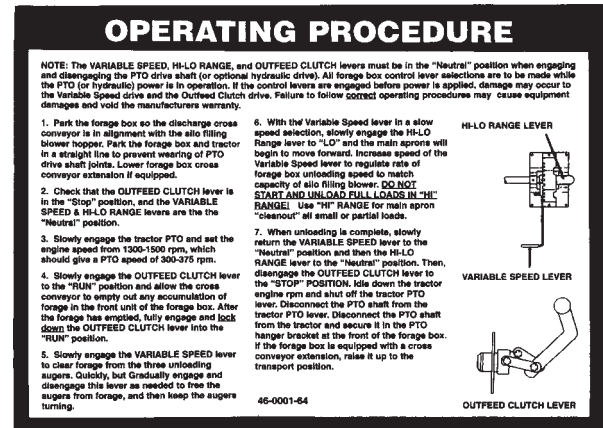 OPERATING PROCEDURE
NOTE: The VARIABLE SPEED, HI-LO RANGE, and OUTFEED CLUTCH levers must be in the "Neutral" position when engaging
and disengaging the PTO drive shaft (or optional hydraulic drive). All forage box control lever selections are to be made while
the PTO (or hydraulic) power is in operation. If the control levers are engaged before power is applied, damage may occur to
the Variable Speed drive and the Outfeed Clutch drive. Failure to follow correct operating procedures may cause equipment
damages and void the manufacturers warranty.
1. Park the forage box so the discharge cross
conveyor is in alignment with the silo filling
blower hopper. Park the forage box and tractor
in a straight line to prevent wearing of PTO
drive shaft joints. Lower forage box cross
conveyor extension if equipped.
2. Check that the OUTFEED CLUTCH lever is
in the "Stop" position, and the VARIABLE
SPEED & HI-LO RANGE levers are the the
"Neutral" position.
3. Slowly engage the tractor PTO and set the
engine speed from 1300-1500 rpm, which
should give a PTO speed of 300-375 rpm.
4. Slowly engage the OUTFEED CLUTCH lever
to the "RUN" position and allow the cross
conveyor to empty out any accumulation of
forage in the front unit of the forage box. After
the forage has emptied, fully engage and lock
down the OUTFEED CLUTCH lever into the
"RUN" position.
5. Slowly engage the VARIABLE SPEED lever
to clear forage from the three unloading
augers. Quickly, but Gradually engage and
disengage this lever as needed to free the
augers from forage, and then keep the augers
turning.
6. With the Variable Speed lever in a slow
speed selection, slowly engage the HI-LO
Range lever to "LO" and the main aprons will
begin to move forward. Increase speed of the
Variable Speed lever to regulate rate of
forage box unloading speed to match
capacity of silo filling blower. DO NOT
START AND UNLOAD FULL LOADS IN "HI"
RANGE! Use "HI" RANGE for main apron
"cleanout" all small or partial loads.
7. When unloading is complete, slowly
return the VARIABLE SPEED lever to the
"Neutral" position and then the HI-LO
RANGE lever to the "Neutral" position. Then,
disengage the OUTFEED CLUTCH lever to
the "STOP" POSITION. Idle down the tractor
engine rpm and shut off the tractor PTO
lever. Disconnect the PTO shaft from the
tractor PTO lever. Disconnect the PTO shaft
from the tractor and secure it in the PTO
hanger bracket at the front of the forage box.
If the forage box is equipped with a cross
conveyor extension, raise it up to the
transport position.
46-0001-64
HI-LO RANGE LEVER
VARIABLE SPEED LEVER
OUTFEED CLUTCH LEVER